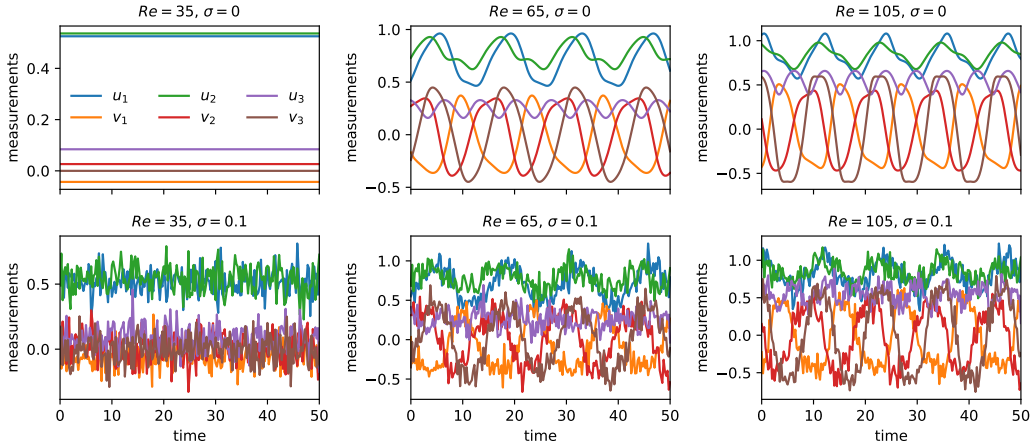 Re = 35, σ = 0
Re = 65, σ = 0
Re = 105, σ = 0
measurements
0.4
0.2
0.0
u₁
u₂
u₃
v₁
v₂
v₃
measurements
1.0
0.5
0.0
−0.5
measurements
1.0
0.5
0.0
−0.5
Re = 35, σ = 0.1
Re = 65, σ = 0.1
Re = 105, σ = 0.1
measurements
0.5
0.0
0 10 20 30 40 50
time
measurements
1.0
0.5
0.0
−0.5
0 10 20 30 40 50
time
measurements
1.0
0.5
0.0
−0.5
0 10 20 30 40 50
time